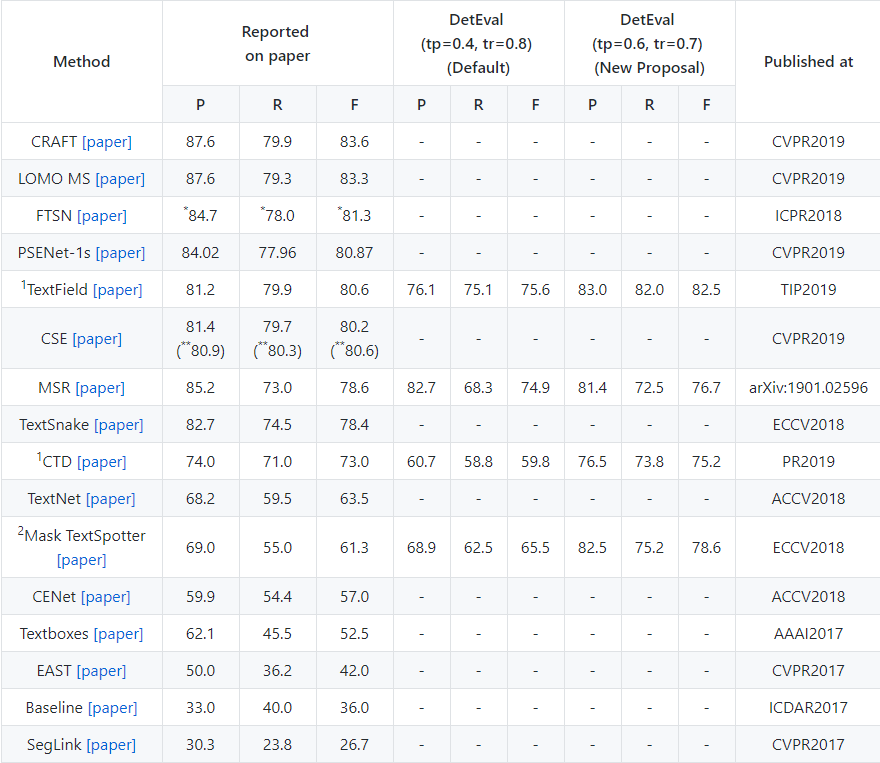 Method Reported on paper DetEval (tp=0.4, tr=0.8) (Default) DetEval (tp=0.6, tr=0.7) (New Proposal) Published at
P R F P R F P R F
CRAFT [paper] 87.6 79.9 83.6 - - - - - - CVPR2019
LOMO MS [paper] 87.6 79.3 83.3 - - - - - - CVPR2019
FTSN [paper] *84.7 *78.0 *81.3 - - - - - - ICPR2018
PSENet-1s [paper] 84.02 77.96 80.87 - - - - - - CVPR2019
1TextField [paper] 81.2 79.9 80.6 76.1 75.1 75.6 83.0 82.0 82.5 TIP2019
CSE [paper] 81.4 (**80.9) 79.7 (**80.3) 80.2 (**80.6) - - - - - - CVPR2019
MSR [paper] 85.2 73.0 78.6 82.7 68.3 74.9 81.4 72.5 76.7 arXiv:1901.02596
TextSnake [paper] 82.7 74.5 78.4 - - - - - - ECCV2018
1CTD [paper] 74.0 71.0 73.0 60.7 58.8 59.8 76.5 73.8 75.2 PR2019
TextNet [paper] 68.2 59.5 63.5 - - - - - - ACCV2018
2Mask TextSpotter [paper] 69.0 55.0 61.3 68.9 62.5 65.5 82.5 75.2 78.6 ECCV2018
CENet [paper] 59.9 54.4 57.0 - - - - - - ACCV2018
Textboxes [paper] 62.1 45.5 52.5 - - - - - - AAAI2017
EAST [paper] 50.0 36.2 42.0 - - - - - - CVPR2017
Baseline [paper] 33.0 40.0 36.0 - - - - - - ICDAR2017
SegLink [paper] 30.3 23.8 26.7 - - - - - - CVPR2017